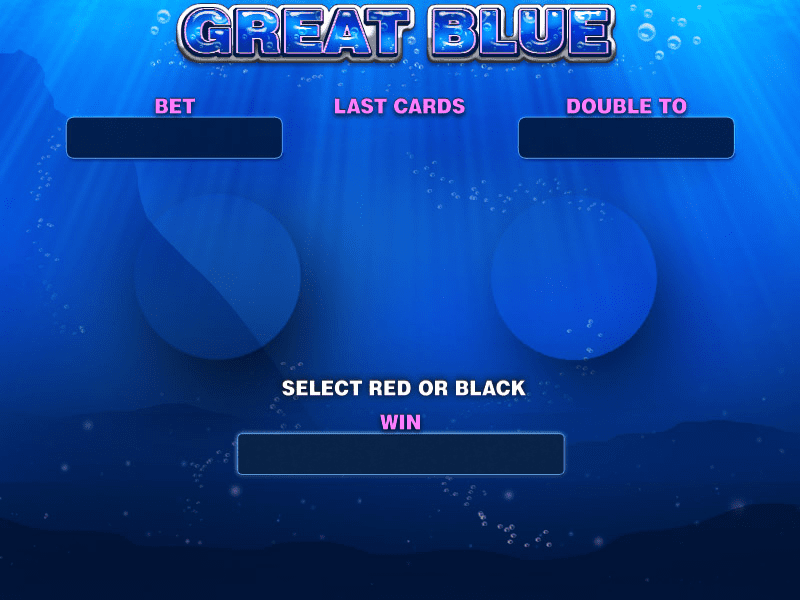 GREAT BLUE
BET
LAST CARDS
DOUBLE TO
SELECT RED OR BLACK
WIN